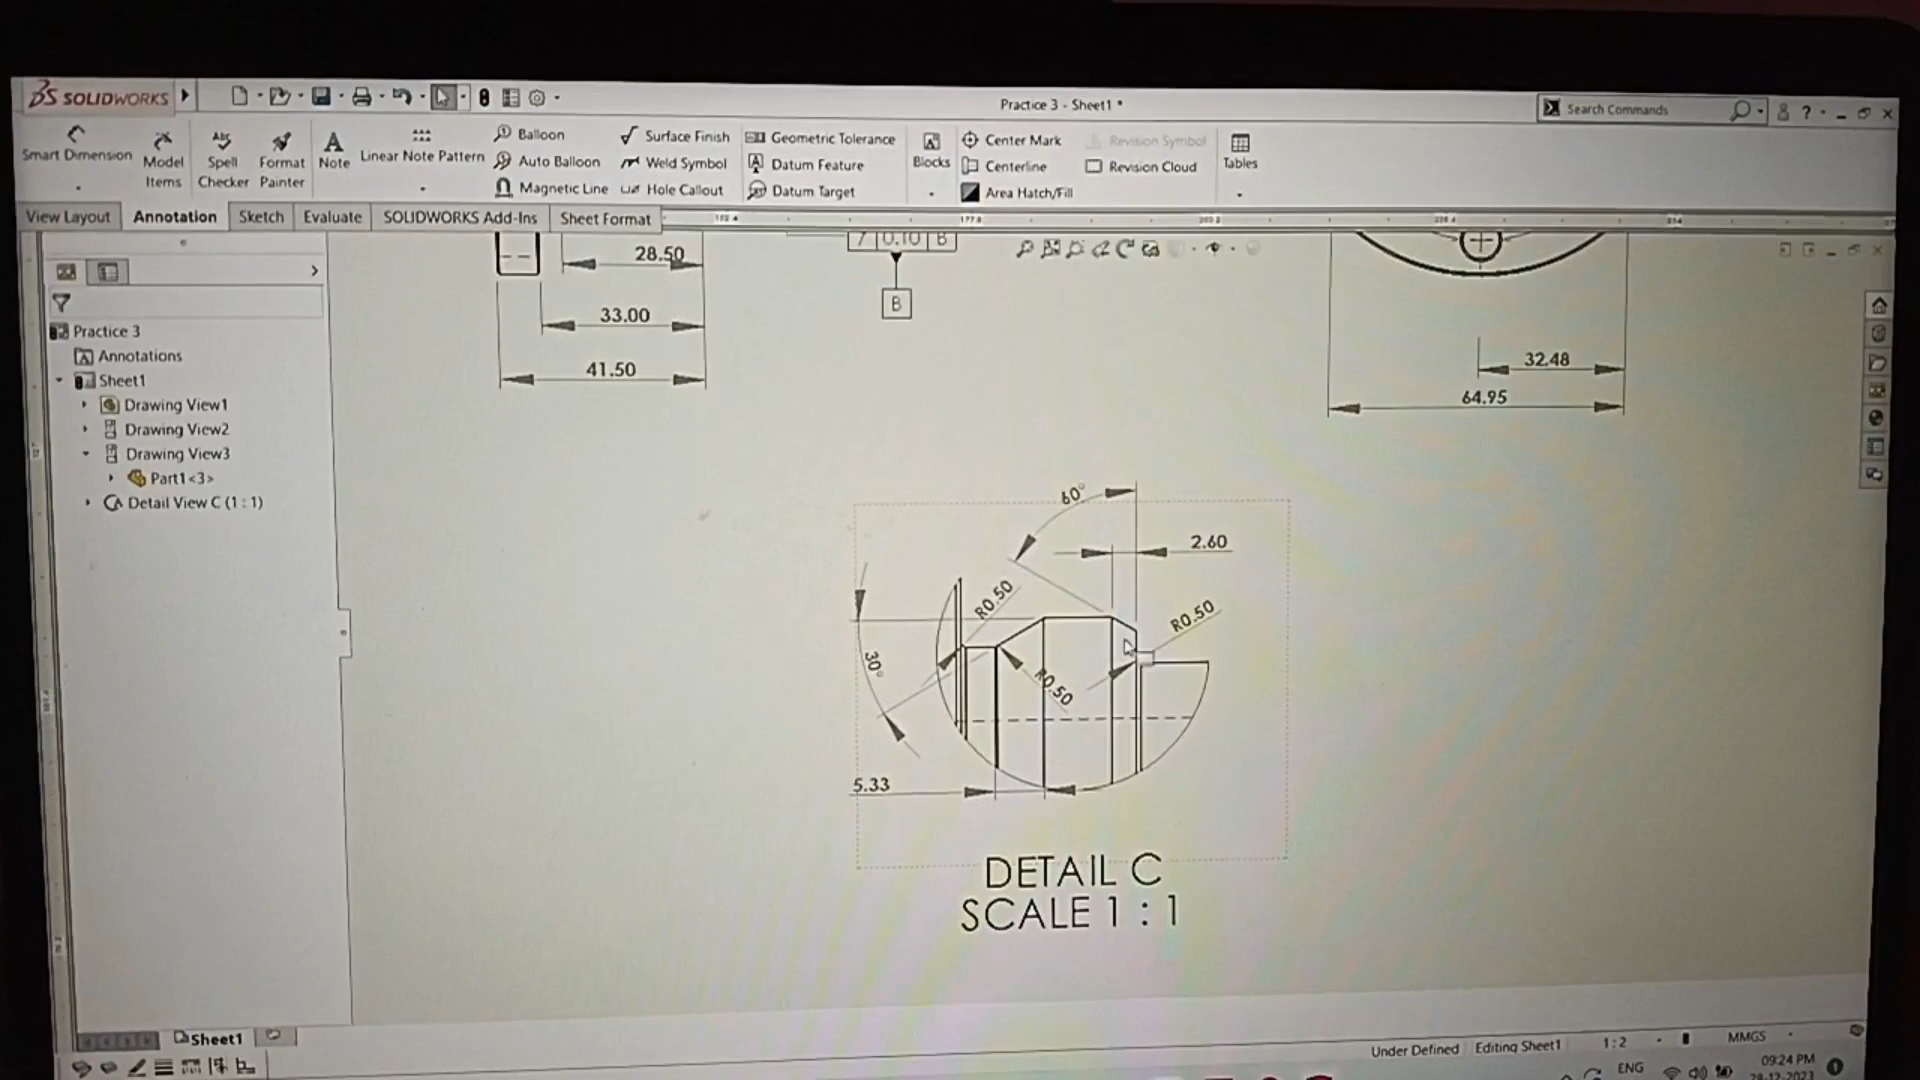 SOLIDWORKS
Practice 3 - Sheet1 *
Search Commands
?
Smart Dimension
Model Items
Spell Checker
Format Painter
Note
Linear Note Pattern
Balloon
Auto Balloon
Magnetic Line
Surface Finish
Weld Symbol
Hole Callout
Geometric Tolerance
Datum Feature
Datum Target
Blocks
Center Mark
Centerline
Area Hatch/Fill
Revision Symbol
Revision Cloud
Tables
View Layout
Annotation
Sketch
Evaluate
SOLIDWORKS Add-Ins
Sheet Format
Practice 3
Annotations
Sheet1
Drawing View1
Drawing View2
Drawing View3
Part1<3>
Detail View C (1 : 1)
28.50
33.00
41.50
0.10 B
B
32.48
64.95
60°
2.60
R0.50
R0.50
30°
R0.50
5.33
DETAIL C
SCALE 1 : 1
Sheet1
Under Defined
Editing Sheet1
1 : 2
MMGS
ENG
09:24 PM
28-12-2023